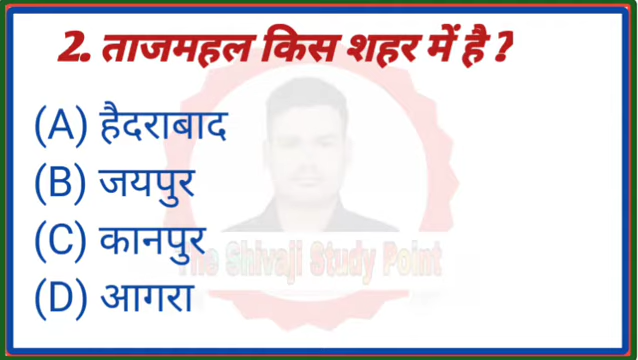 2. ताजमहल किस शहर में है ?
(A) हैदराबाद
(B) जयपुर
(C) कानपुर
The Shivaji Study Point
(D) आगरा